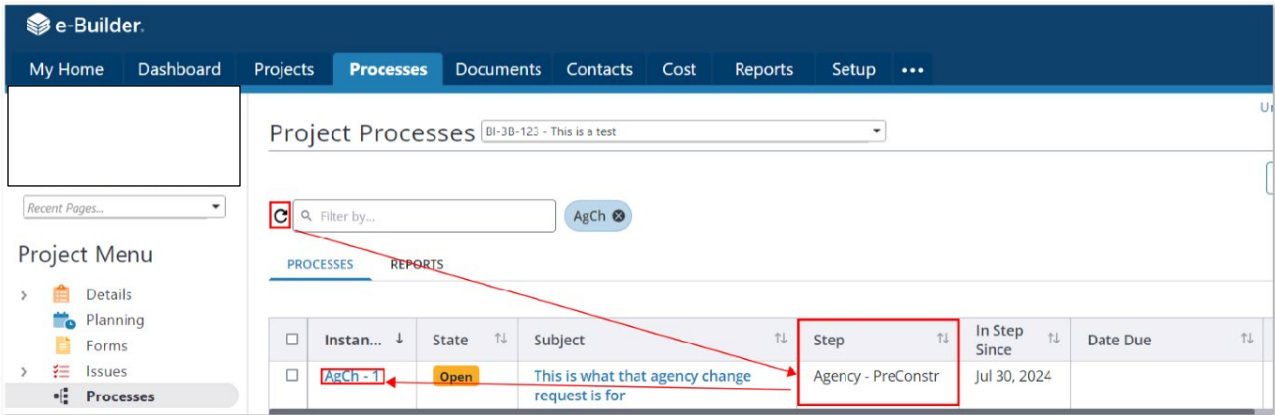 e-Builder.
My Home Dashboard Projects Processes Documents Contacts Cost Reports Setup •••
Project Processes BI-3B-123 - This is a test
Recent Pages...
Filter by...
AgCh
Project Menu
PROCESSES REPORTS
Details
Planning
Forms
Issues
Processes
Instan... State Subject Step In Step Since Date Due
AgCh - 1 Open This is what that agency change request is for Agency - PreConstr Jul 30, 2024